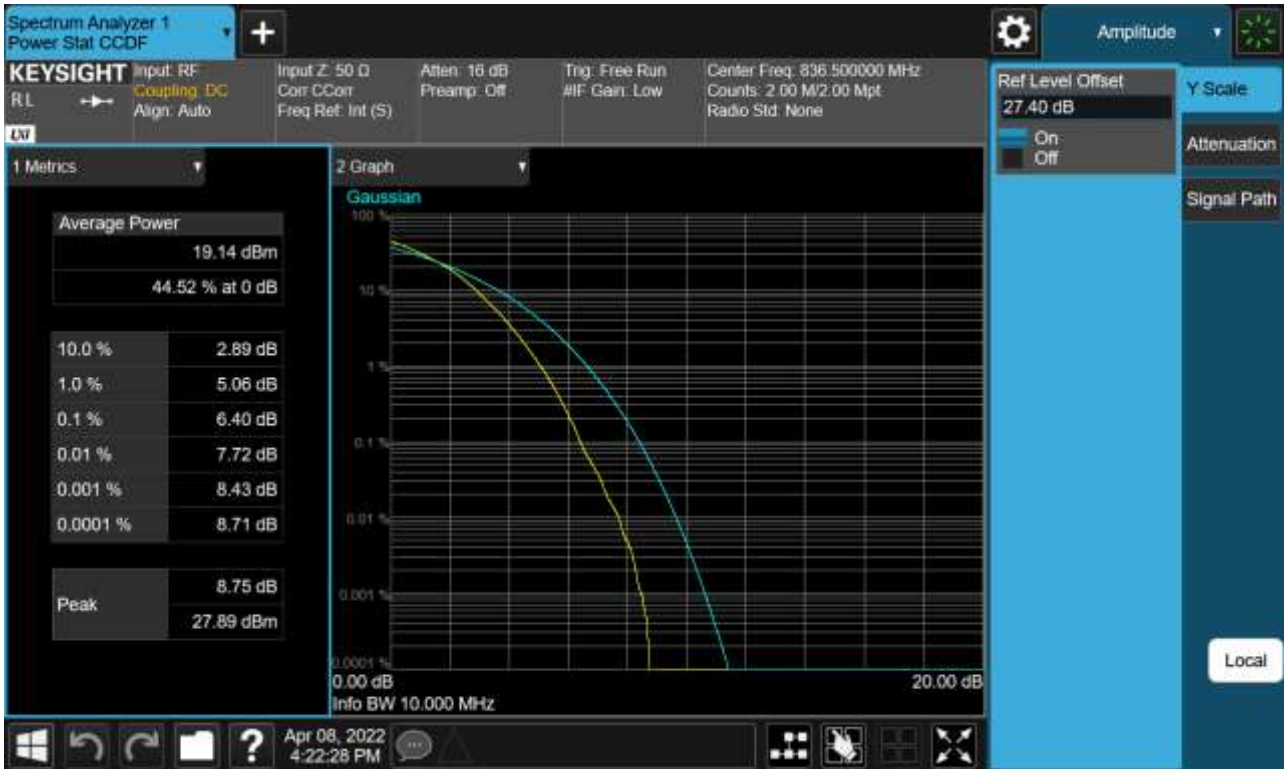 Spectrum Analyzer 1
Power Stat CCDF
+
Amplitude
KEYSIGHT
RL
LXI
Input: RF
Coupling: DC
Align: Auto
Input Z: 50 Ω
Corr CCorr
Freq Ref: Int (S)
Atten: 16 dB
Preamp: Off
Trig: Free Run
#IF Gain: Low
Center Freq: 836.500000 MHz
Counts: 2.00 M/2.00 Mpt
Radio Std: None
Ref Level Offset
27.40 dB
On
Off
Y Scale
Attenuation
Signal Path
Local
1 Metrics
Average Power
19.14 dBm
44.52 % at 0 dB
10.0 % 2.89 dB
1.0 % 5.06 dB
0.1 % 6.40 dB
0.01 % 7.72 dB
0.001 % 8.43 dB
0.0001 % 8.71 dB
Peak
8.75 dB
27.89 dBm
2 Graph
Gaussian
100 %
10 %
1 %
0.1 %
0.01 %
0.001 %
0.0001 %
0.00 dB 20.00 dB
Info BW 10.000 MHz
?
Apr 08, 2022
4:22:28 PM